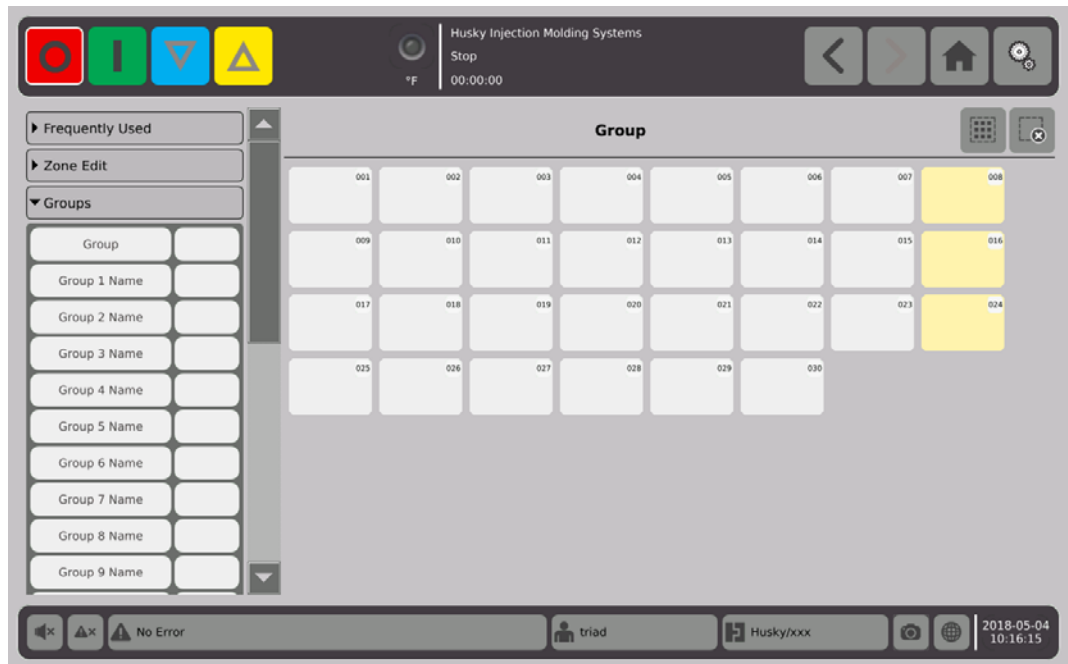 Husky Injection Molding Systems
Stop
°F
00:00:00
Frequently Used
Zone Edit
Groups
Group
Group 1 Name
Group 2 Name
Group 3 Name
Group 4 Name
Group 5 Name
Group 6 Name
Group 7 Name
Group 8 Name
Group 9 Name
Group
001 002 003 004 005 006 007 008
009 010 011 012 013 014 015 016
017 018 019 020 021 022 023 024
025 026 027 028 029 030
No Error
triad
Husky/xxx
2018-05-04
10:16:15